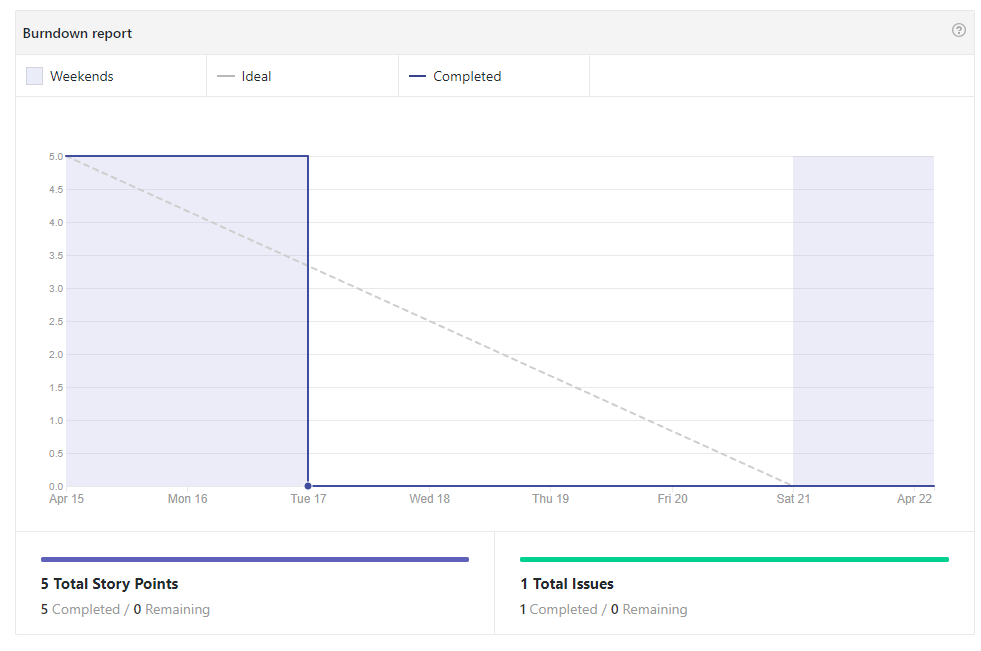 Burndown report
?
Weekends
Ideal
Completed
5.0
4.5
4.0
3.5
3.0
2.5
2.0
1.5
1.0
0.5
0.0
Apr 15 Mon 16 Tue 17 Wed 18 Thu 19 Fri 20 Sat 21 Apr 22
5 Total Story Points
5 Completed / 0 Remaining
1 Total Issues
1 Completed / 0 Remaining